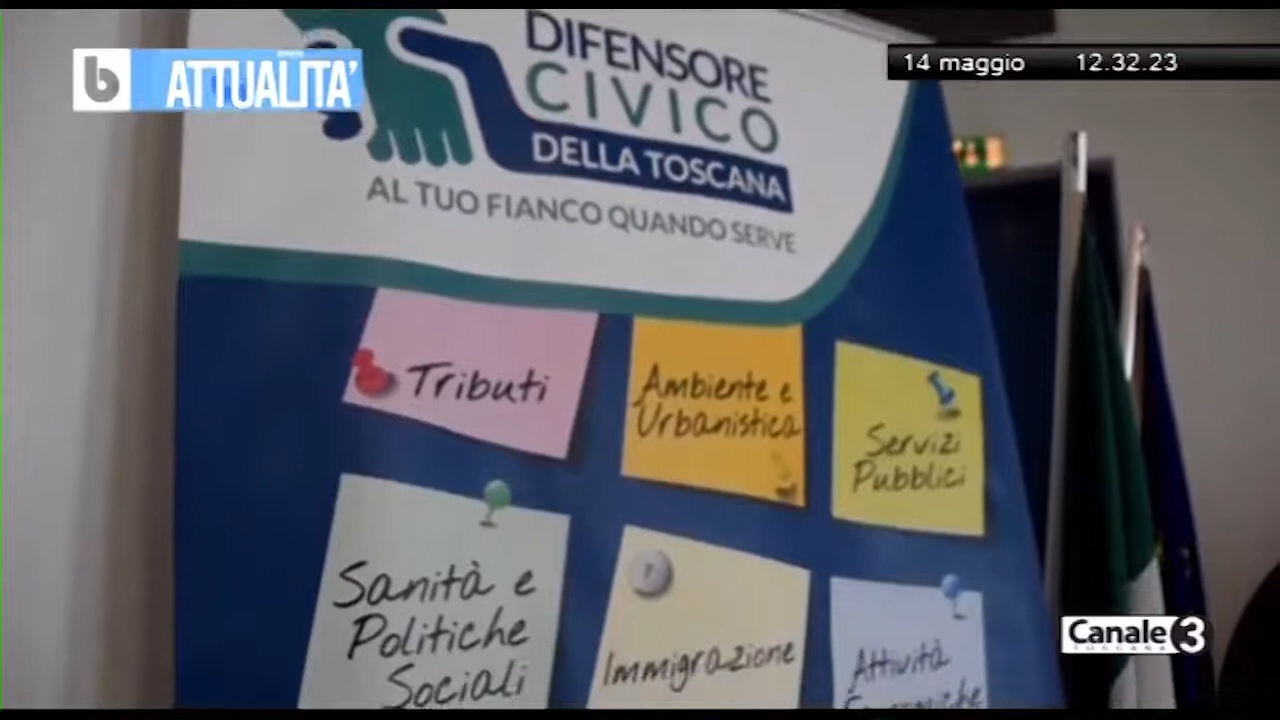 b ATTUALITA'
14 maggio 12.32.23
DIFENSORE
CIVICO
DELLA TOSCANA
AL TUO FIANCO QUANDO SERVE
Tributi
Ambiente e
Urbanistica
Servizi
Pubblici
Sanità e
Politiche
Sociali
Immigrazione
Attività
Canale 3
TOSCANA